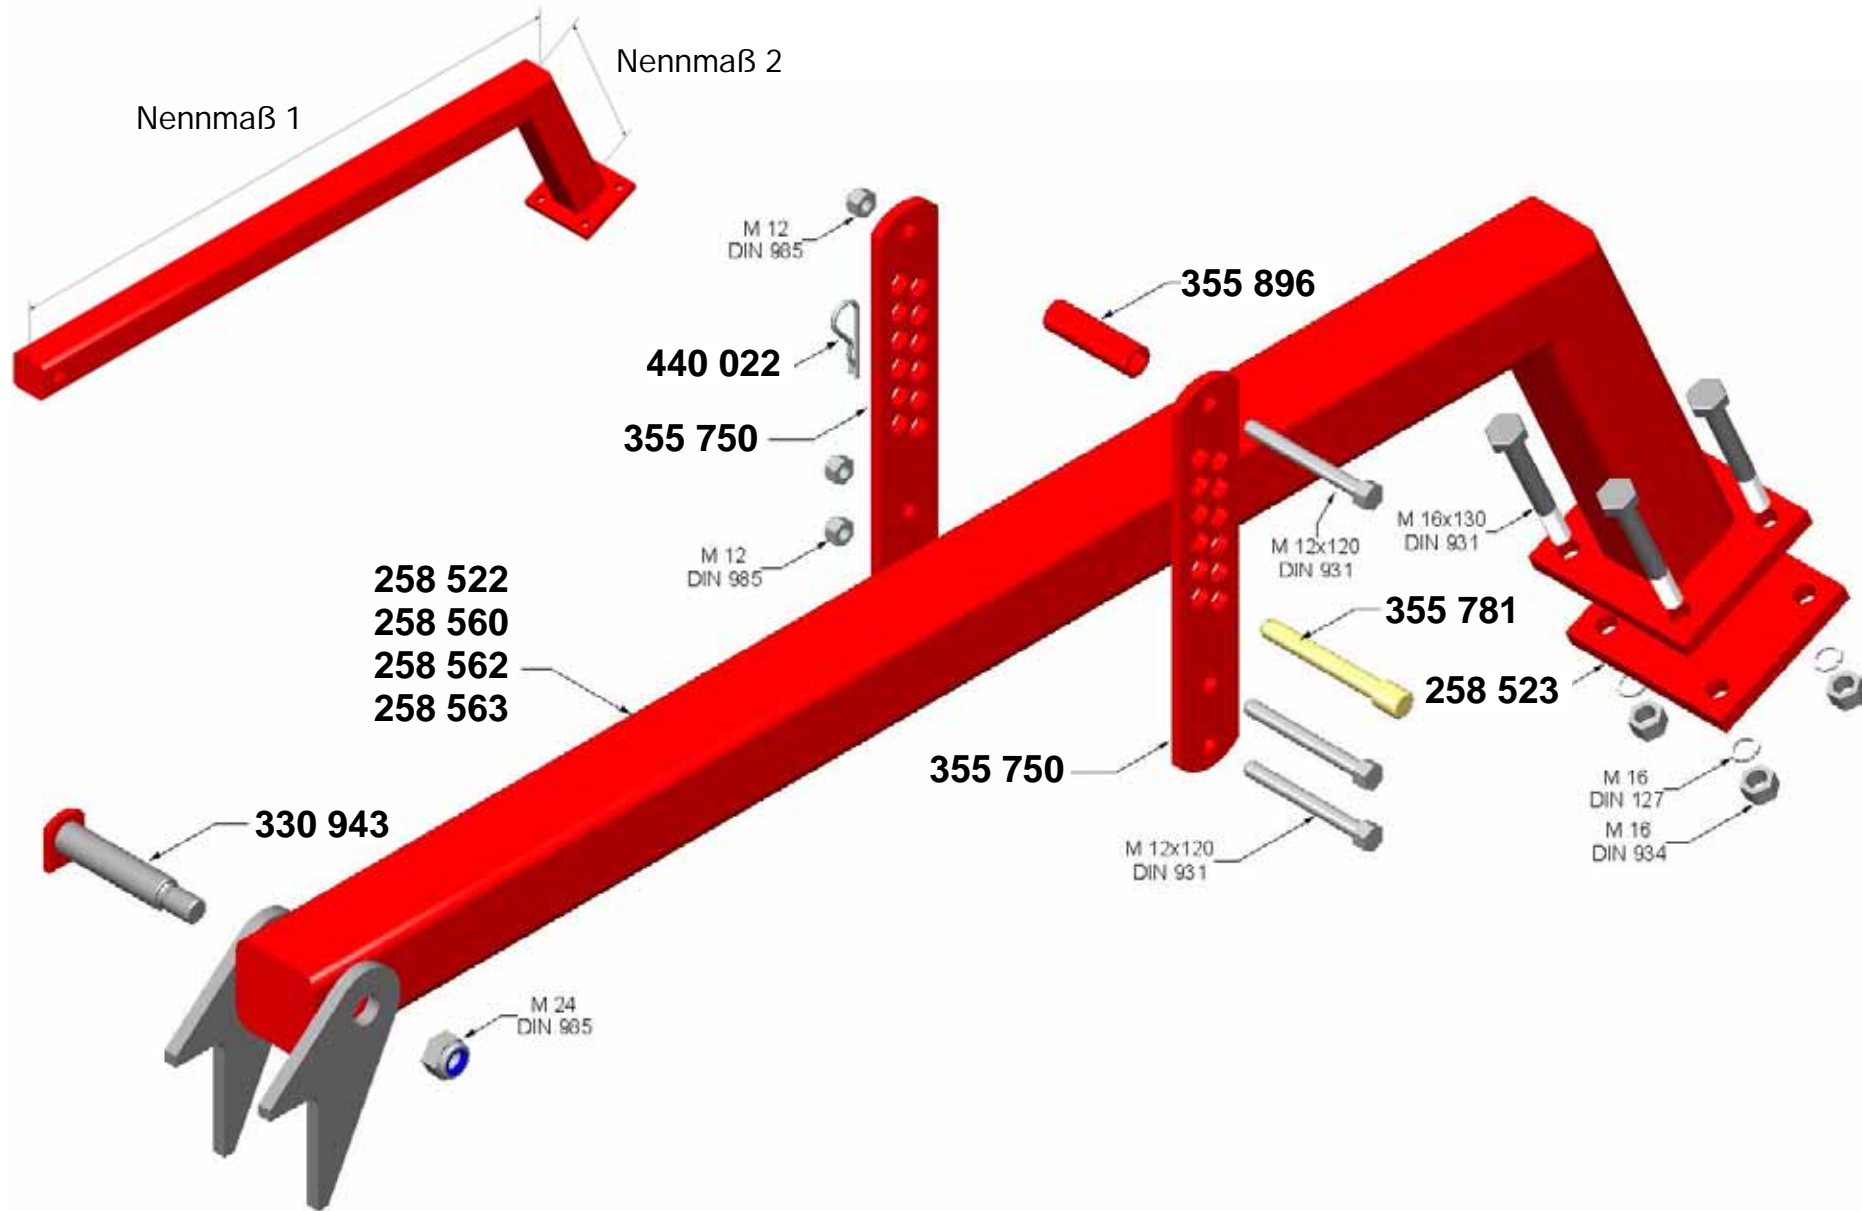 Nennmaß 2
Nennmaß 1
M 12
DIN 985
355 896
440 022
355 750
M 16x130
DIN 931
M 12x120
DIN 931
M 12
DIN 985
258 522
258 560
258 562
258 563
355 781
258 523
355 750
M 16
DIN 127
330 943
M 16
DIN 934
M 12x120
DIN 931
M 24
DIN 985